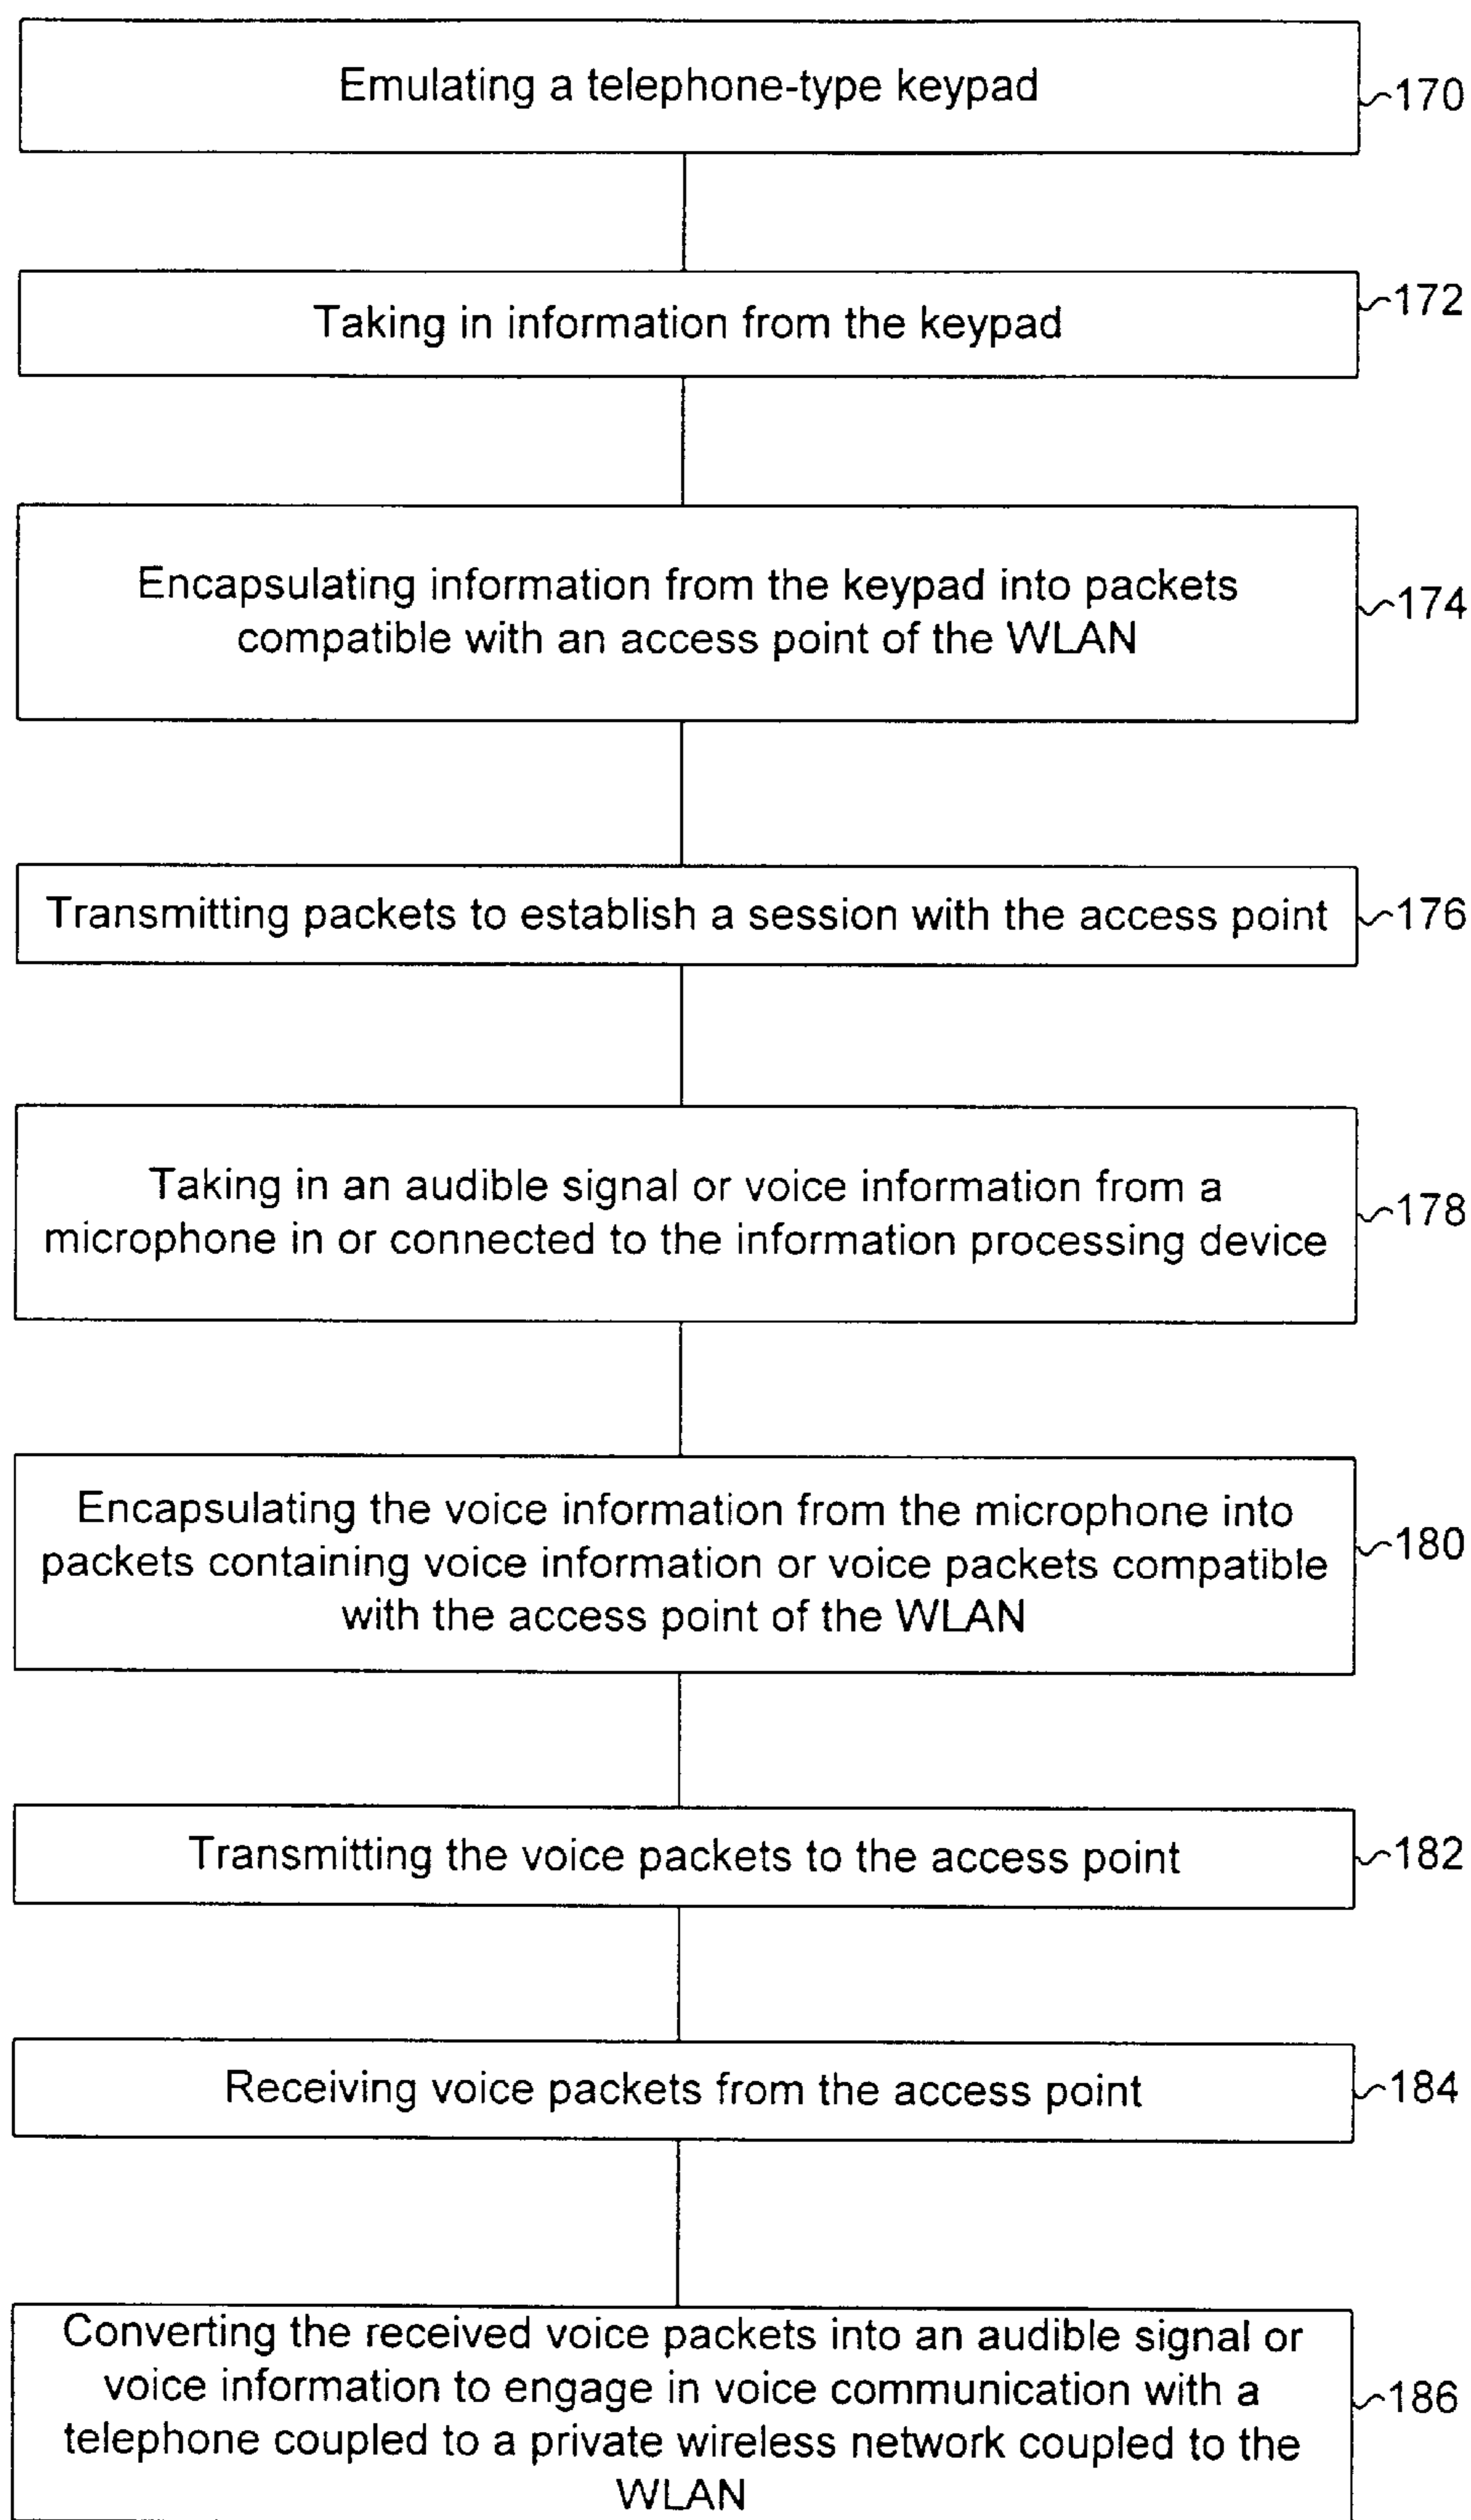 Emulating a telephone-type keypad
170
Taking in information from the keypad
172
Encapsulating information from the keypad into packets
compatible with an access point of the WLAN
174
Transmitting packets to establish a session with the access point
176
Taking in an audible signal or voice information from a
microphone in or connected to the information processing device
178
Encapsulating the voice information from the microphone into
packets containing voice information or voice packets compatible
with the access point of the WLAN
180
Transmitting the voice packets to the access point
182
Receiving voice packets from the access point
184
Converting the received voice packets into an audible signal or
voice information to engage in voice communication with a
telephone coupled to a private wireless network coupled to the
WLAN
186